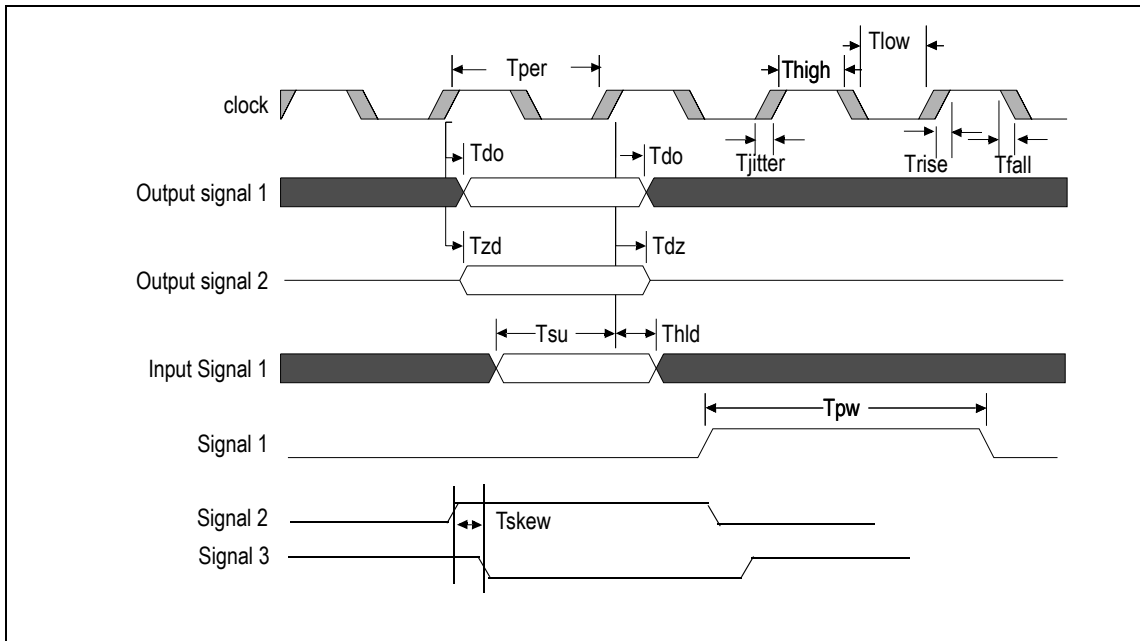 Tlow
Tper
Thigh
clock
Tdo
Tdo
Tjitter
Trise
Tfall
Output signal 1
Tzd
Tdz
Output signal 2
Tsu
Thld
Input Signal 1
Tpw
Signal 1
Signal 2
Tskew
Signal 3